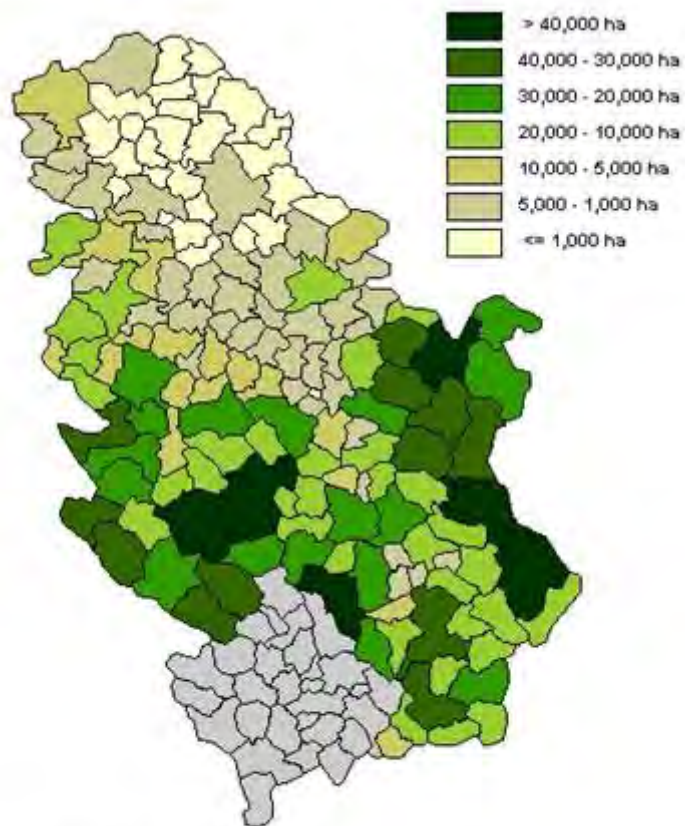 > 40,000 ha
40,000 - 30,000 ha
30,000 - 20,000 ha
20,000 - 10,000 ha
10,000 - 5,000 ha
5,000 - 1,000 ha
<= 1,000 ha